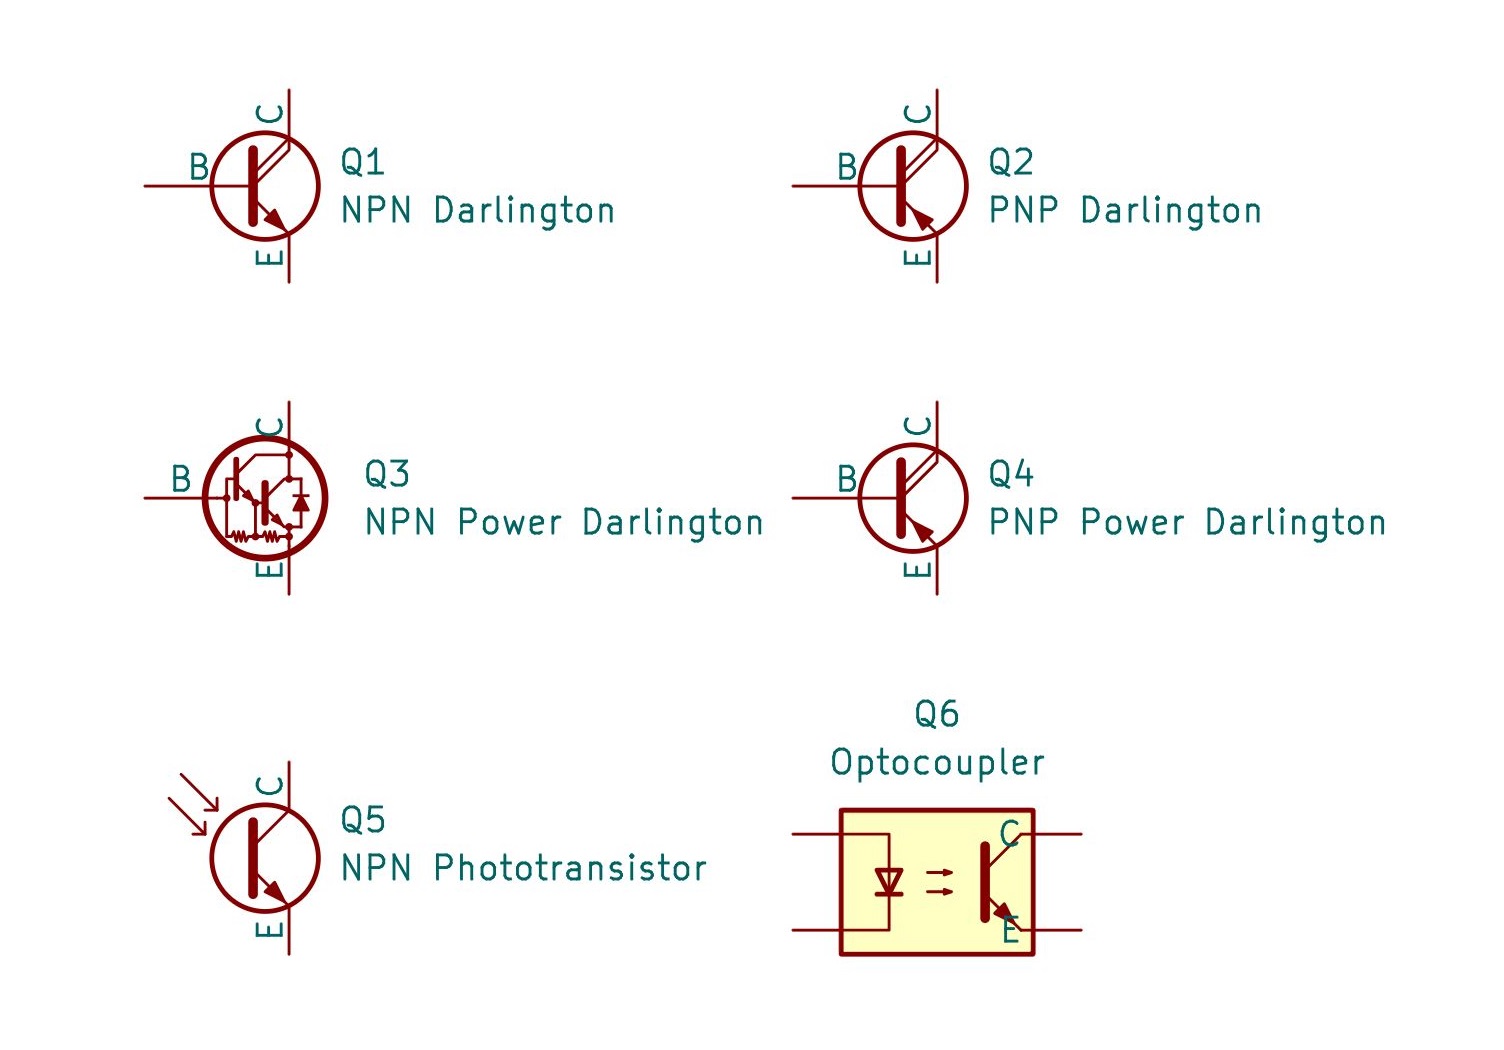 C
B
Q1
NPN Darlington
E
C
B
Q2
PNP Darlington
E
C
B
Q3
NPN Power Darlington
E
C
B
Q4
PNP Power Darlington
E
C
Q5
NPN Phototransistor
E
Q6
Optocoupler
C
E